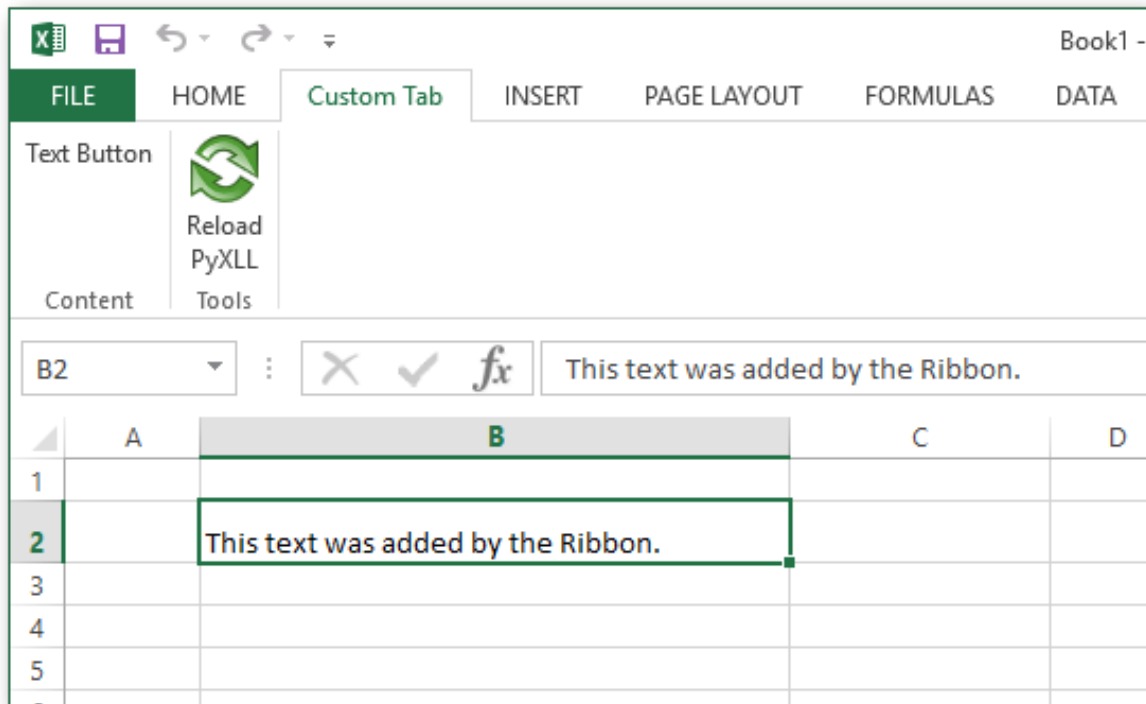 Book1 -
FILE HOME Custom Tab INSERT PAGE LAYOUT FORMULAS DATA
Text Button
Reload
PyXLL
Content Tools
B2 fx This text was added by the Ribbon.
A B C D
1
2 This text was added by the Ribbon.
3
4
5